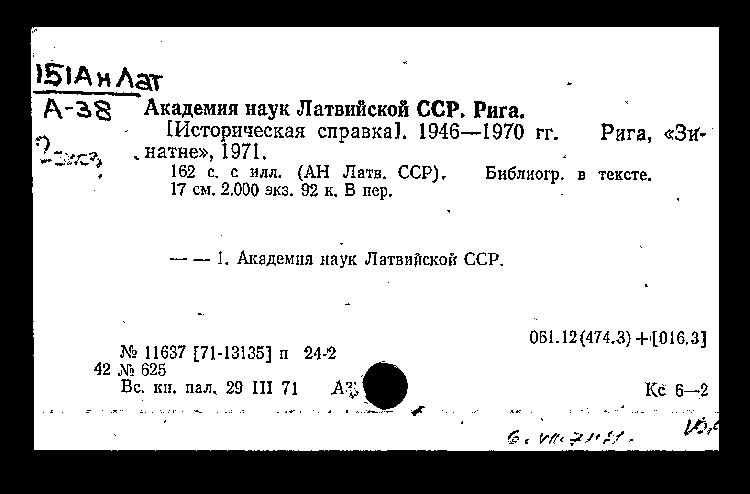 151АнЛат
А-38
Академия наук Латвийской ССР. Рига.
[Историческая справка]. 1946—1970 гг. Рига, «Зи-
натне», 1971.
2-экз
162 с. с илл. (АН Латв. ССР). Библиогр. в тексте.
17 см. 2.000 экз. 92 к. В пер.
— — 1. Академия наук Латвийской ССР.
061.12(474.3)+[016.3]
№ 11637 [71-13135] п 24-2
42 № 625
Вс. кн. пал. 29 III 71
Кс 6—2